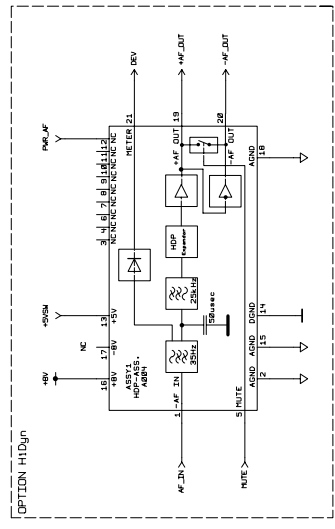 OPTION H1Dyn
+8V
+5VSW
PWR_AF
NC
16 17 13 3 4 6 7 8 9 10 11 12
+8V -8V +5V NC NC NC NC NC NC NC NC NC
ASSY1
HDP-ASS.
A004
METER 21
DEV
AF_IN
1 -AF IN
35Hz
50usec
25kHz
HDP
Expander
+AF OUT 19
+AF_OUT
-AF OUT
20
-AF_OUT
MUTE
5 MUTE
AGND AGND DGND AGND
2 15 14 18